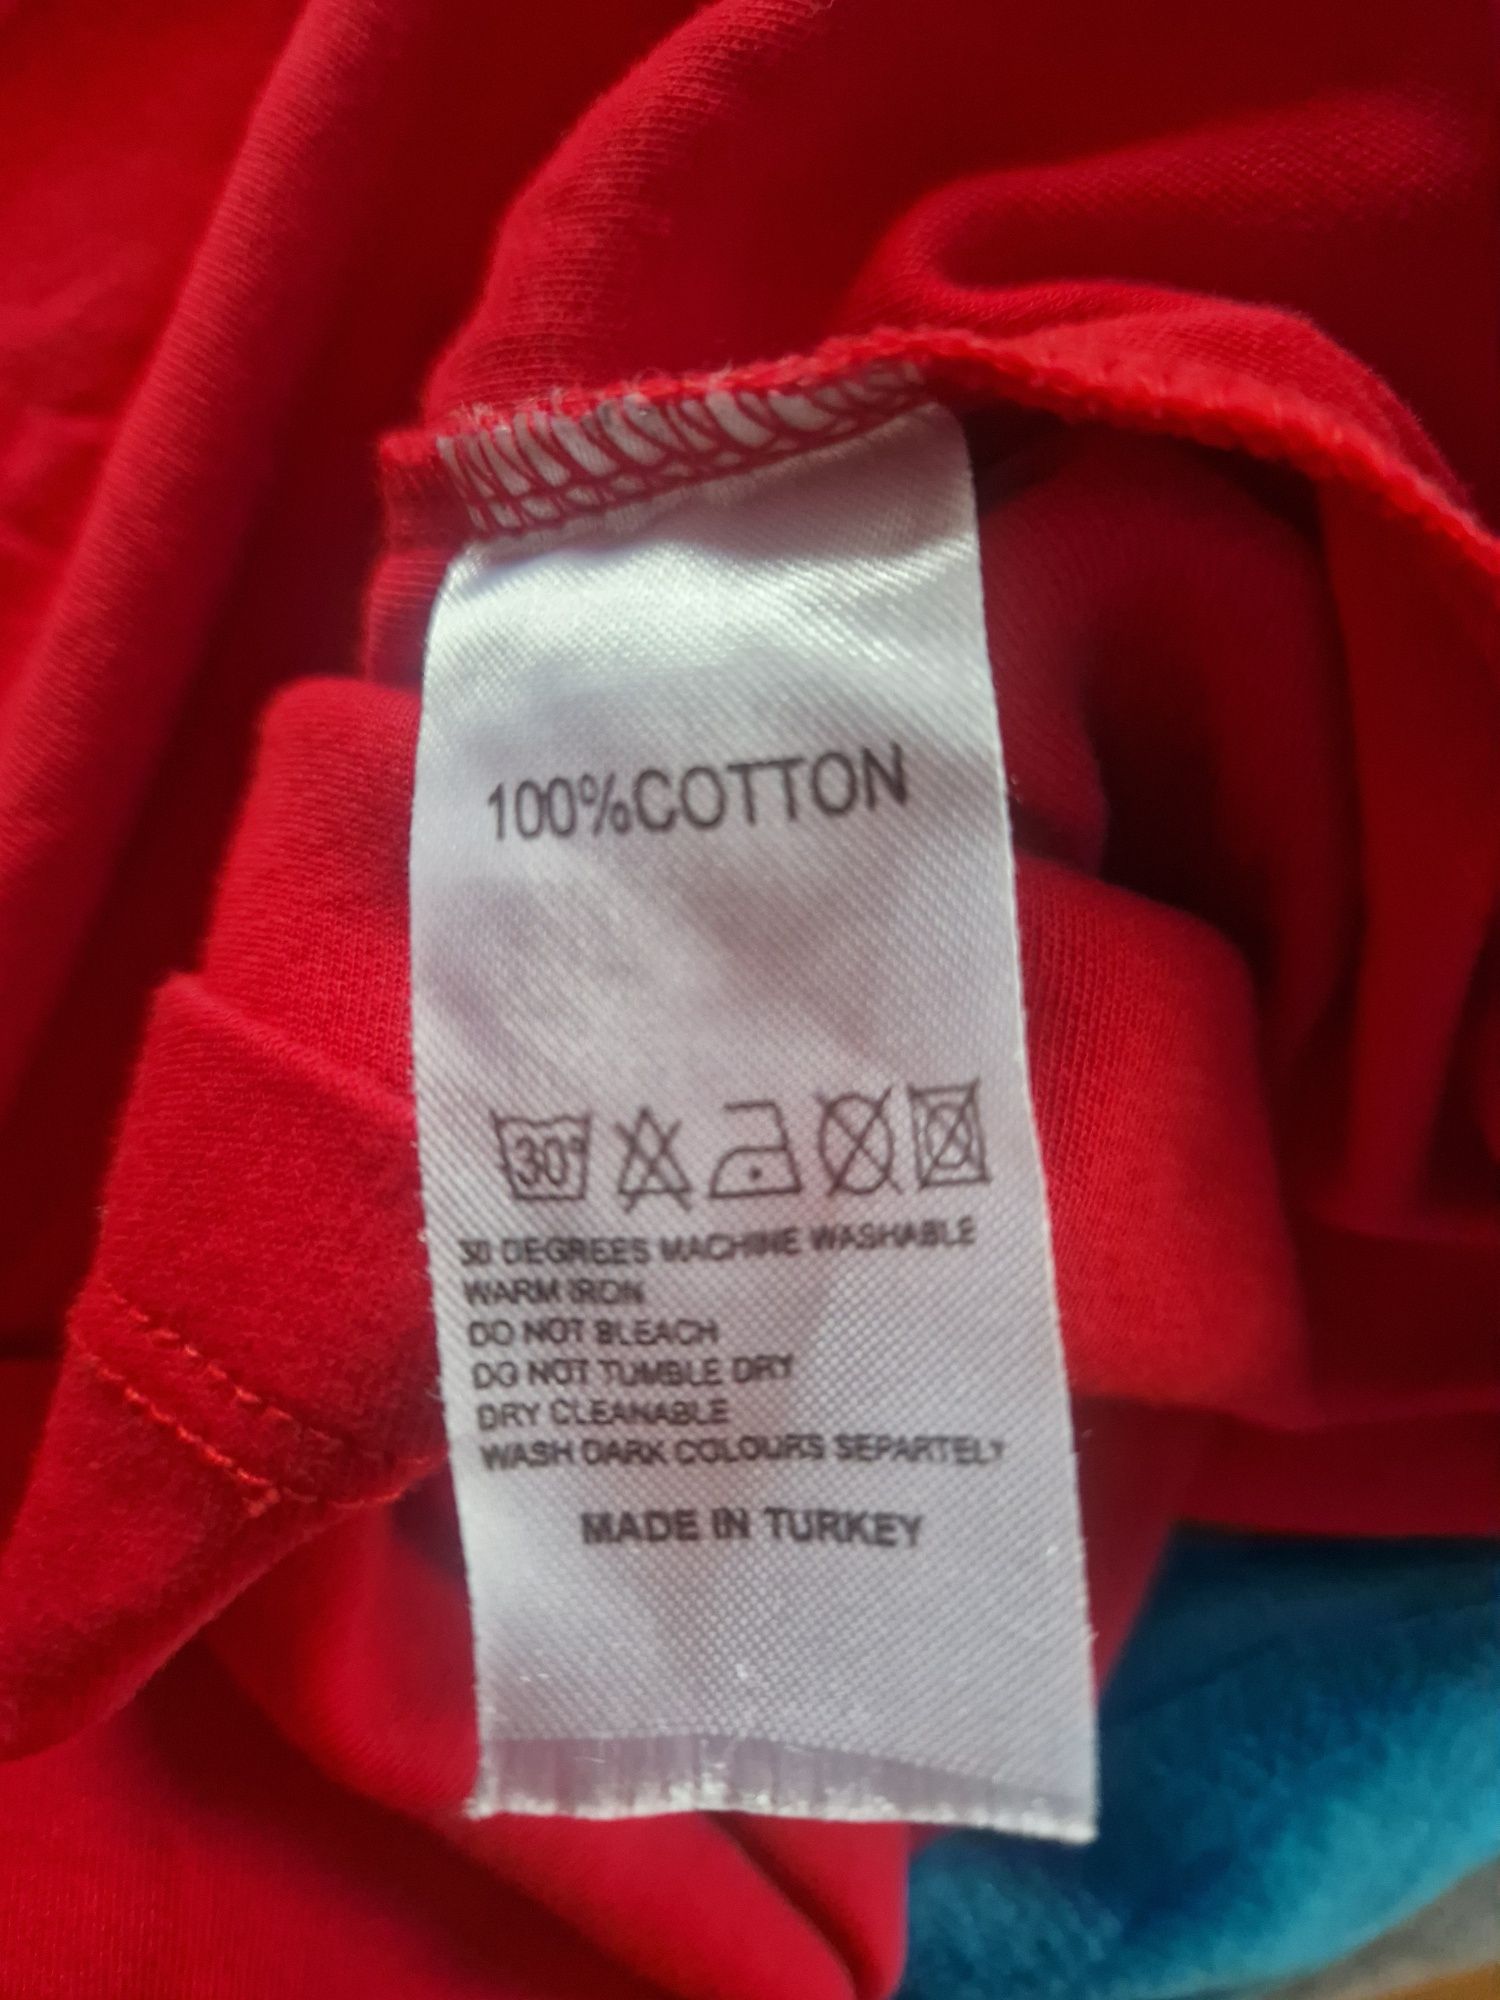 100%COTTON
30°
30 DEGREES MACHINE WASHABLE
WARM IRON
DO NOT BLEACH
DO NOT TUMBLE DRY
DRY CLEANABLE
WASH DARK COLOURS SEPARTELY
MADE IN TURKEY